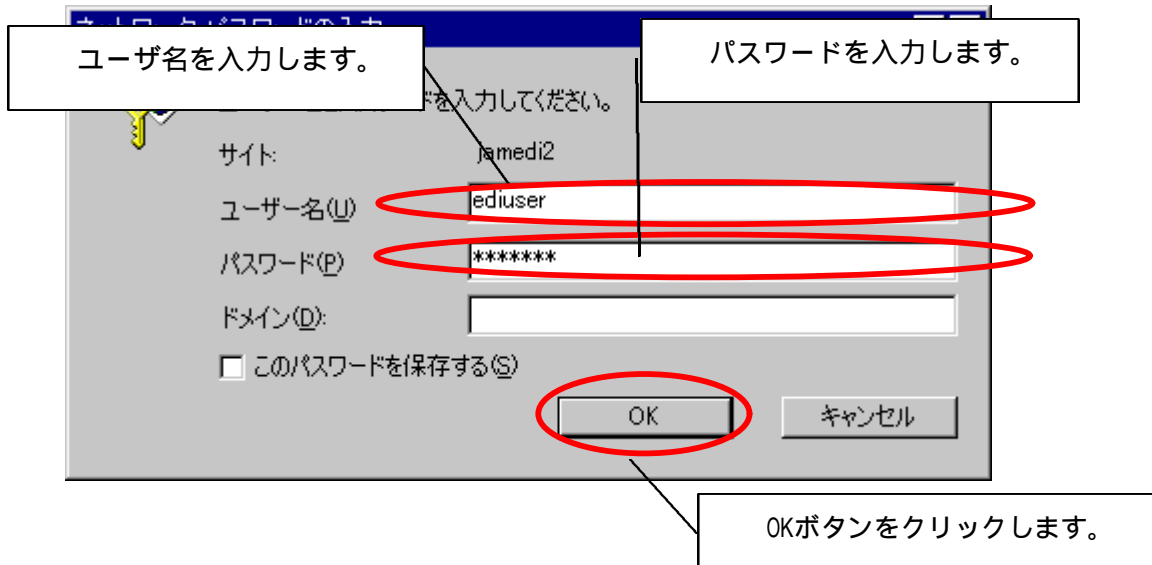 ユーザ名を入力します。
パスワードを入力します。
を入力してください。
サイト:
jamedi2
ユーザー名(U)
ediuser
パスワード(P)
*******
ドメイン(D):
このパスワードを保存する(S)
OK
キャンセル
OKボタンをクリックします。